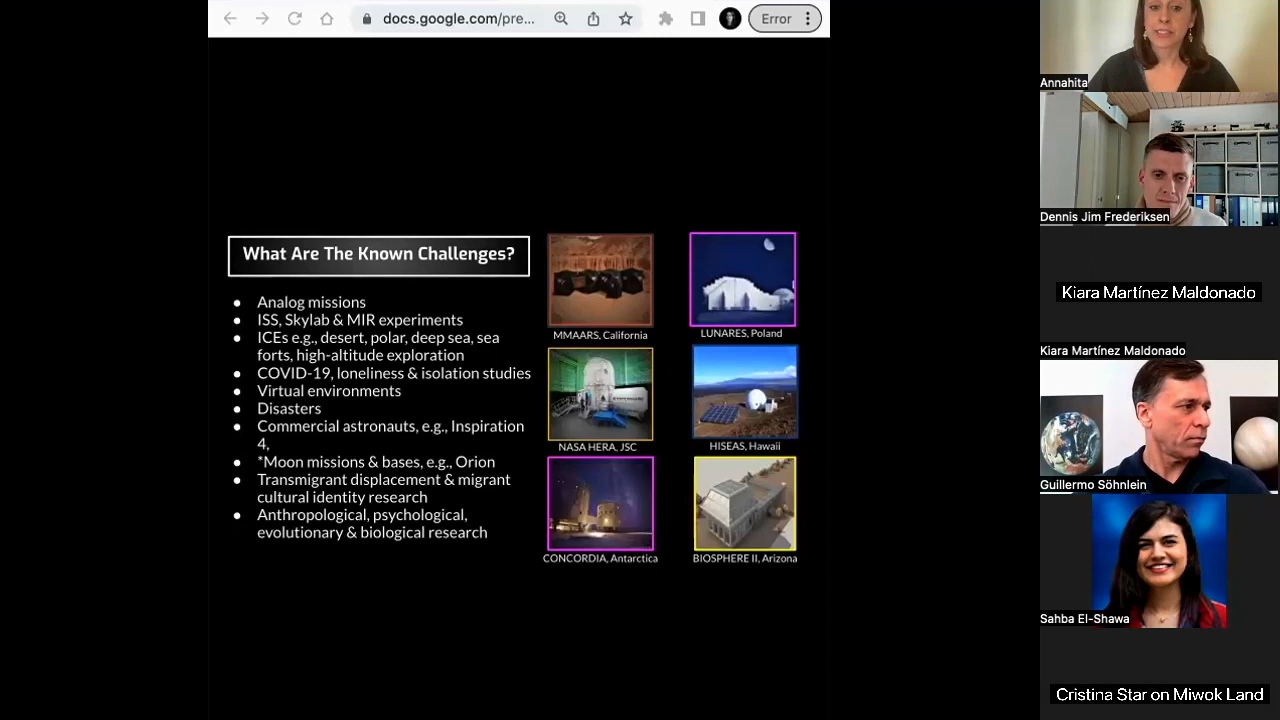 docs.google.com/pre...
Error
What Are The Known Challenges?
Analog missions
ISS, Skylab & MIR experiments
ICEs e.g., desert, polar, deep sea, sea
forts, high-altitude exploration
COVID-19, loneliness & isolation studies
Virtual environments
Disasters
Commercial astronauts, e.g., Inspiration
4,
*Moon missions & bases, e.g., Orion
Transmigrant displacement & migrant
cultural identity research
Anthropological, psychological,
evolutionary & biological research
MMAARS, California
LUNARES, Poland
NASA HERA, JSC
HISEAS, Hawaii
CONCORDIA, Antarctica
BIOSPHERE II, Arizona
Annahita
Dennis Jim Frederiksen
Kiara Martínez Maldonado
Kiara Martínez Maldonado
Guillermo Söhnlein
Sahba El-Shawa
Cristina Star on Miwok Land